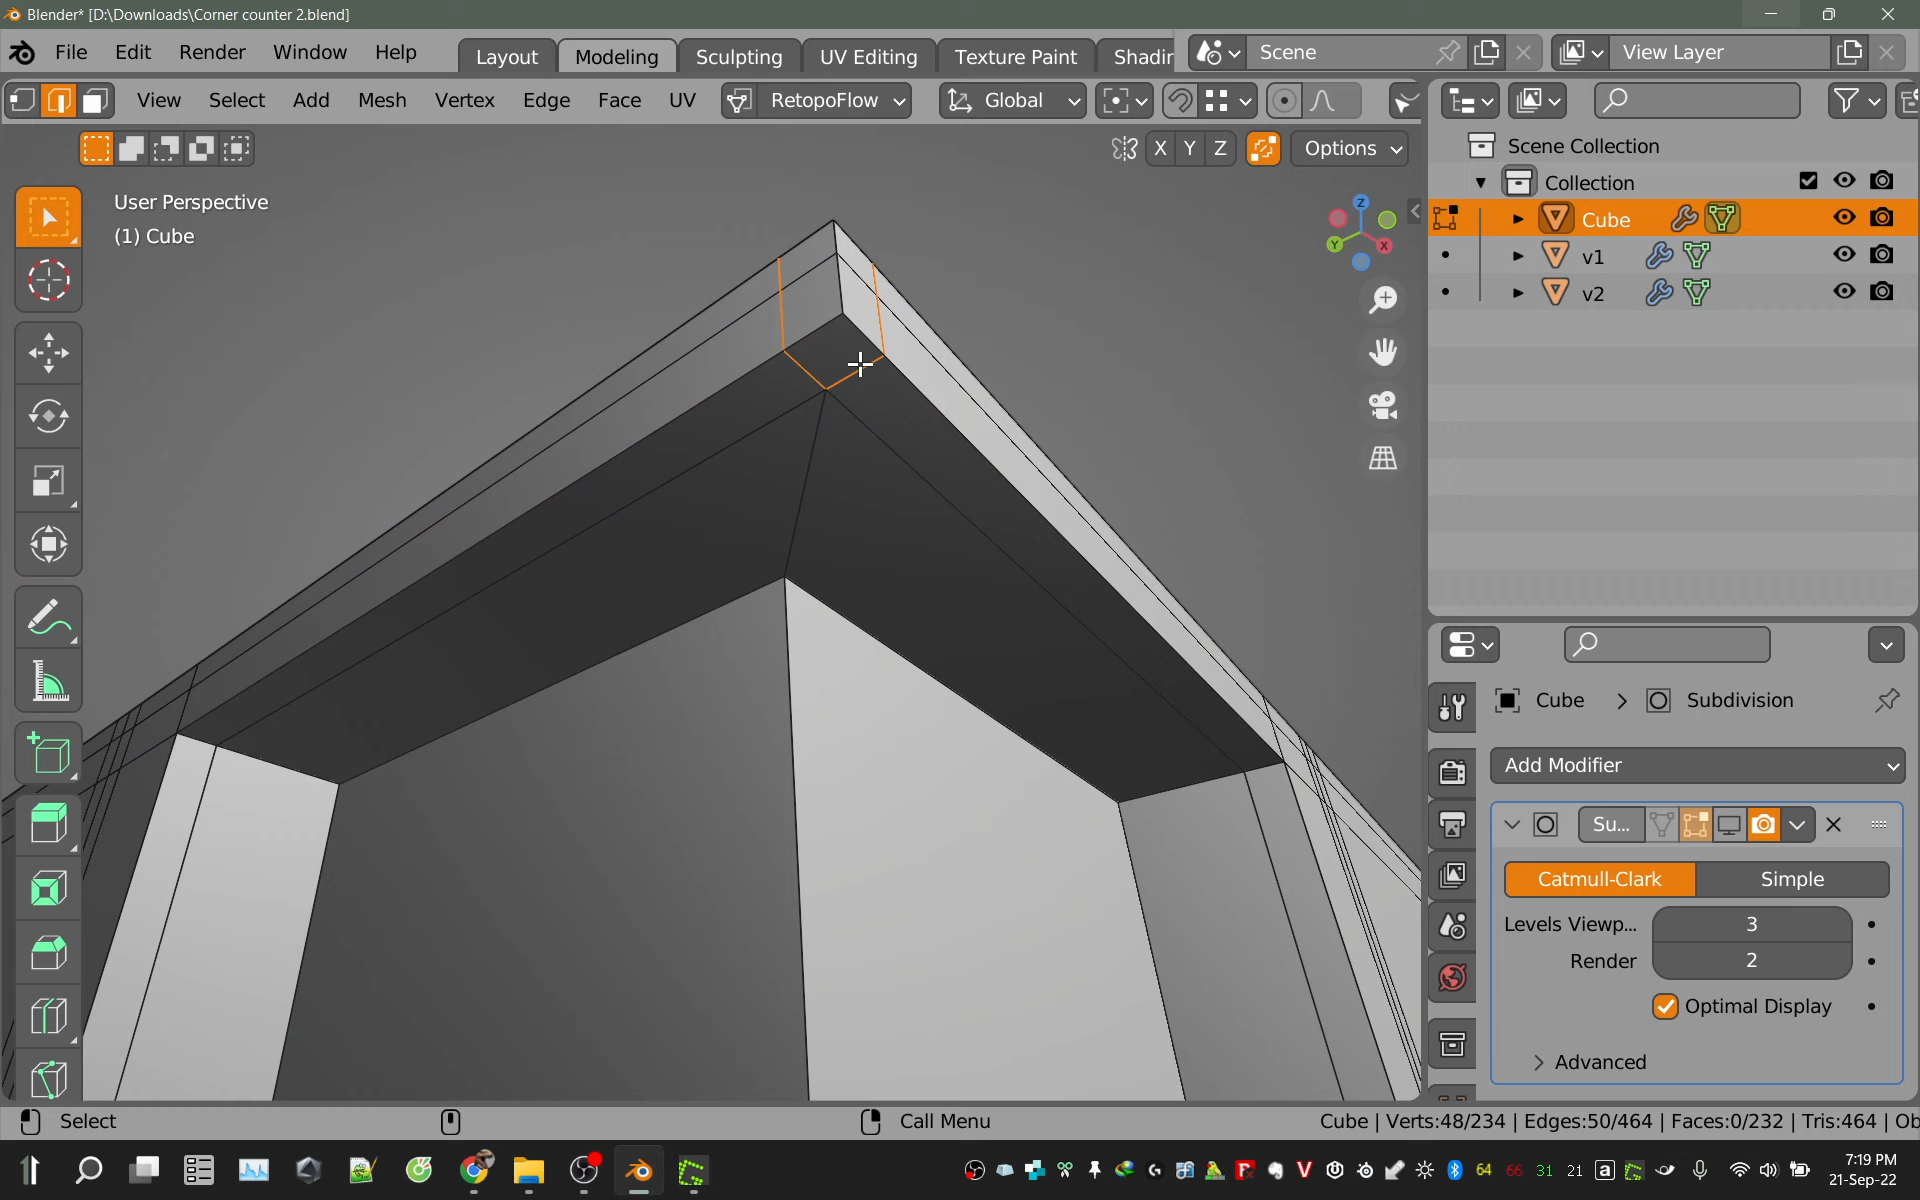 Blender* [D:\Downloads\Corner counter 2.blend]
File Edit Render Window Help
Layout Modeling Sculpting UV Editing Texture Paint Shadir
Scene
View Layer
View Select Add Mesh Vertex Edge Face UV
RetopoFlow
Global
X Y Z
Options
User Perspective
(1) Cube
Z
Y
X
Scene Collection
Collection
Cube
v1
v2
Cube > Subdivision
Add Modifier
Su...
Catmull-Clark Simple
Levels Viewp... 3
Render 2
Optimal Display
Advanced
Select
Call Menu
Cube | Verts:48/234 | Edges:50/464 | Faces:0/232 | Tris:464 | Ob
64 66 31 21
7:19 PM
21-Sep-22